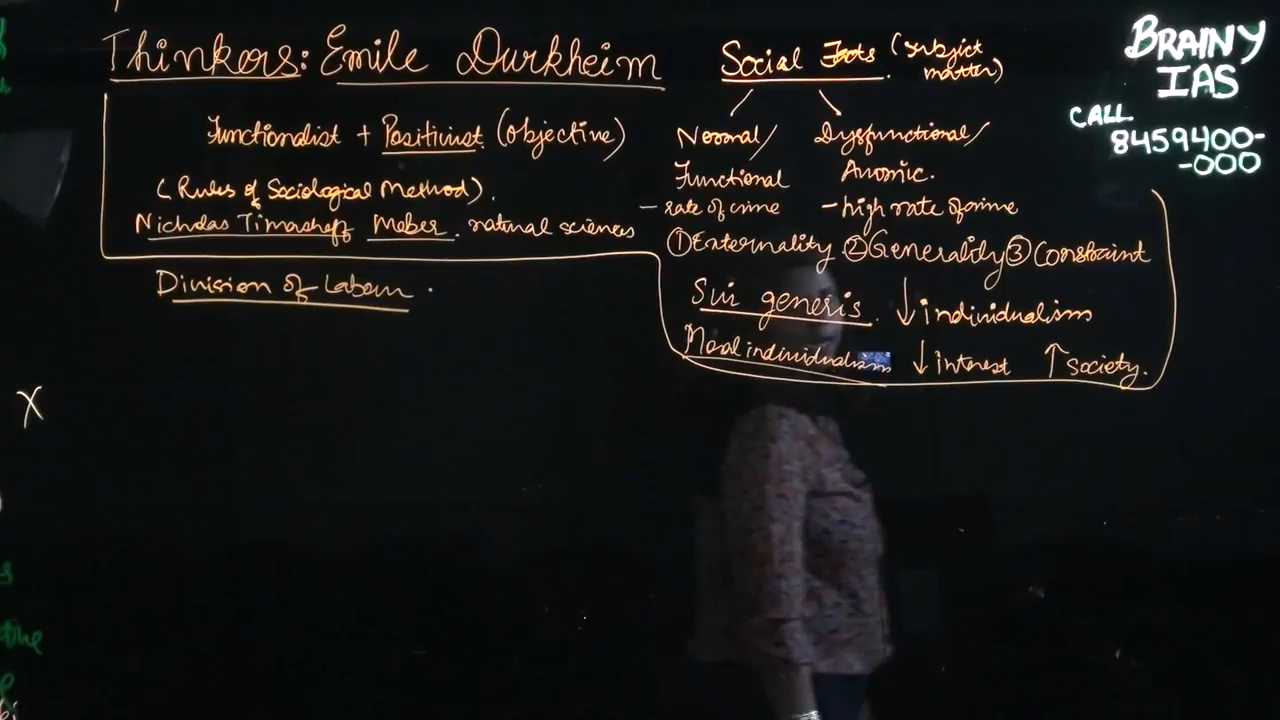 Thinkers: Emile Durkheim
Functionalist + Positivist (Objective)
(Rules of Sociological Method).
Nicholas Timasheff natural sciences
Division of Labour.
Social Facts (subject matter)
Normal/ Functional
- rate of crime
Dysfunctional/ Anomic.
- high rate of crime
① Externality ② Generality ③ Constraint
Sui generis. ↓ individualism
Moral individualism ↓ interest ↑ society.
BRAINY
IAS
CALL
8459400-
-000
X